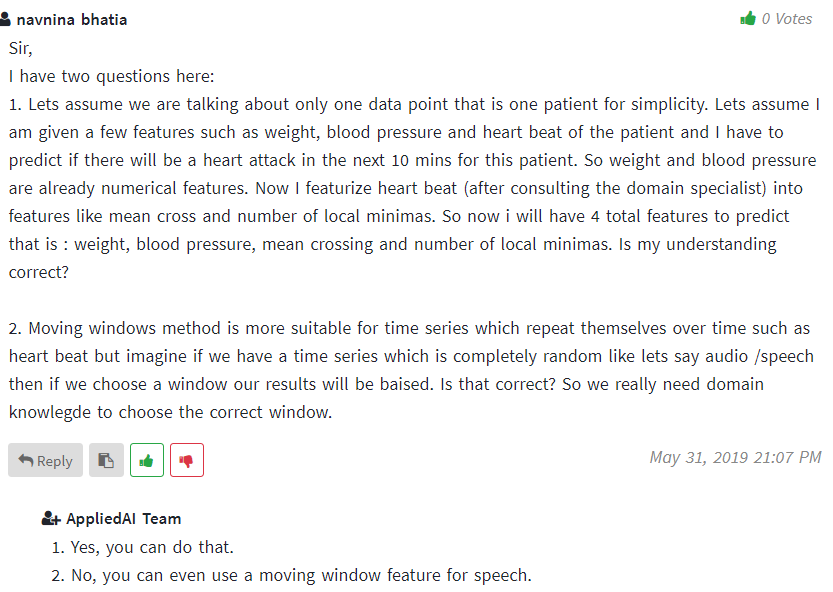 navnina bhatia
0 Votes
Sir,
I have two questions here:
1. Lets assume we are talking about only one data point that is one patient for simplicity. Lets assume I
am given a few features such as weight, blood pressure and heart beat of the patient and I have to
predict if there will be a heart attack in the next 10 mins for this patient. So weight and blood pressure
are already numerical features. Now I featurize heart beat (after consulting the domain specialist) into
features like mean cross and number of local minimas. So now i will have 4 total features to predict
that is : weight, blood pressure, mean crossing and number of local minimas. Is my understanding
correct?
2. Moving windows method is more suitable for time series which repeat themselves over time such as
heart beat but imagine if we have a time series which is completely random like lets say audio /speech
then if we choose a window our results will be baised. Is that correct? So we really need domain
knowlegde to choose the correct window.
Reply
May 31, 2019 21:07 PM
AppliedAI Team
1. Yes, you can do that.
2. No, you can even use a moving window feature for speech.